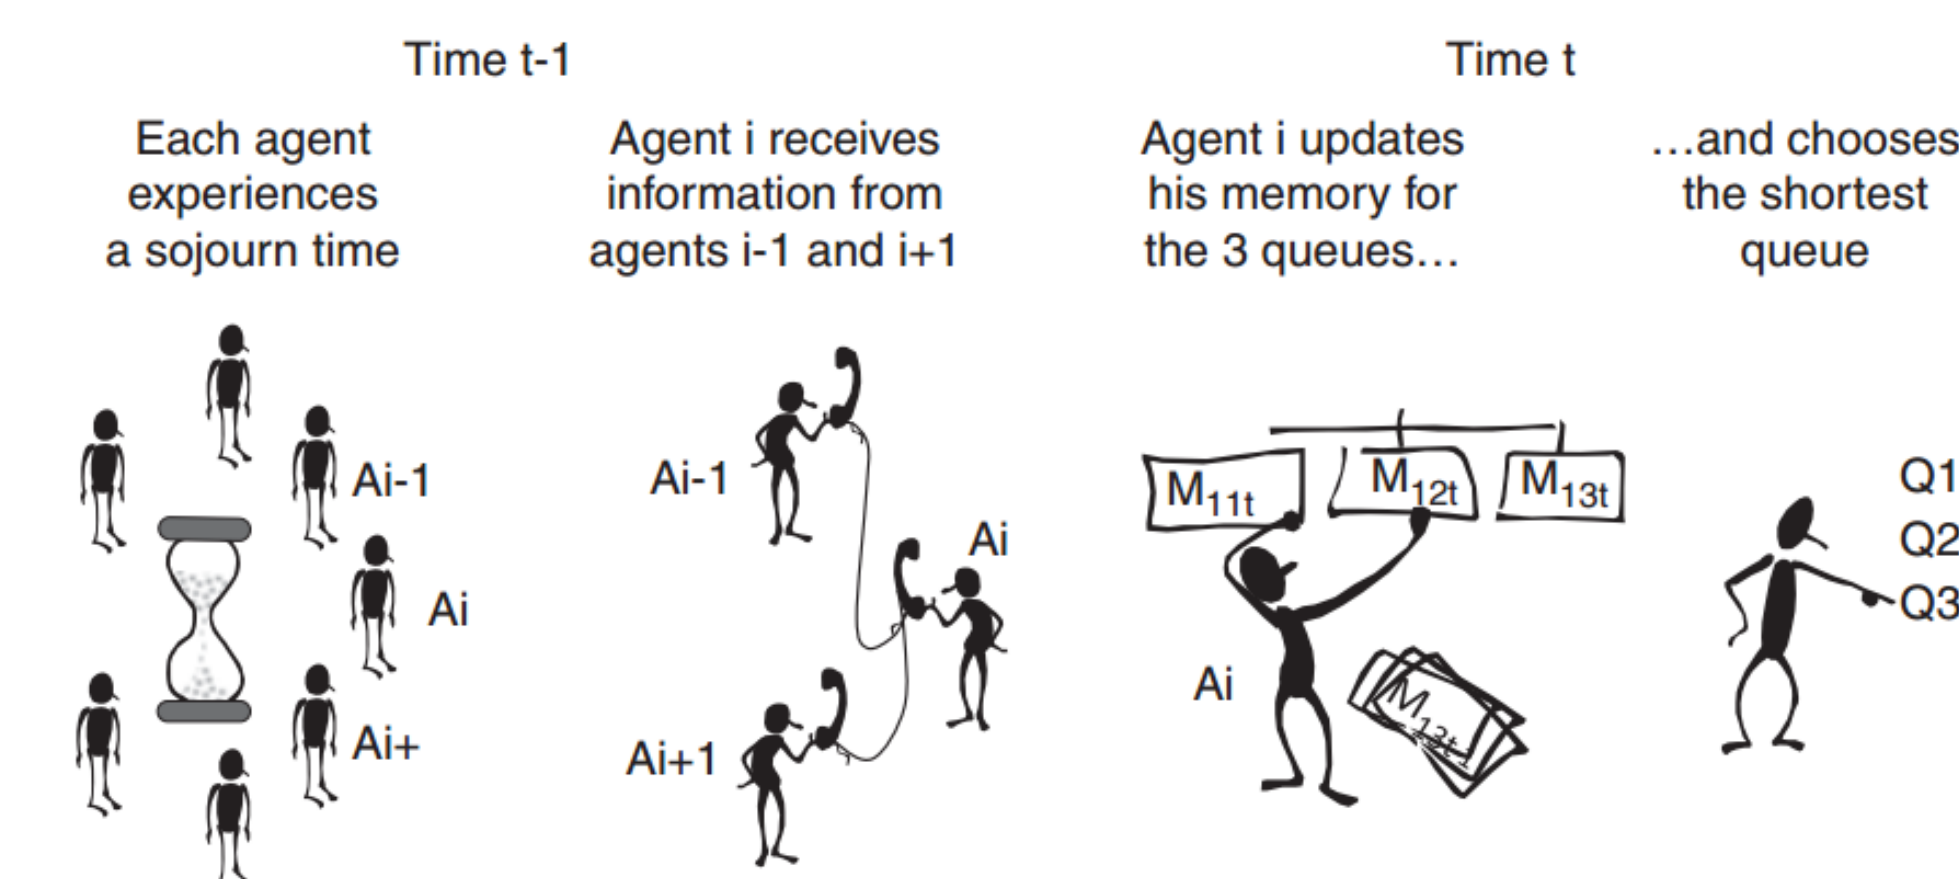 Time t-1
Time t
Each agent
experiences
a sojourn time
Agent i receives
information from
agents i-1 and i+1
Agent i updates
his memory for
the 3 queues...
...and chooses
the shortest
queue
Ai-1
Ai
Ai+
Ai-1
Ai
Ai+1
M11t
M12t
M13t
Ai
M13t-1
Q1
Q2
Q3